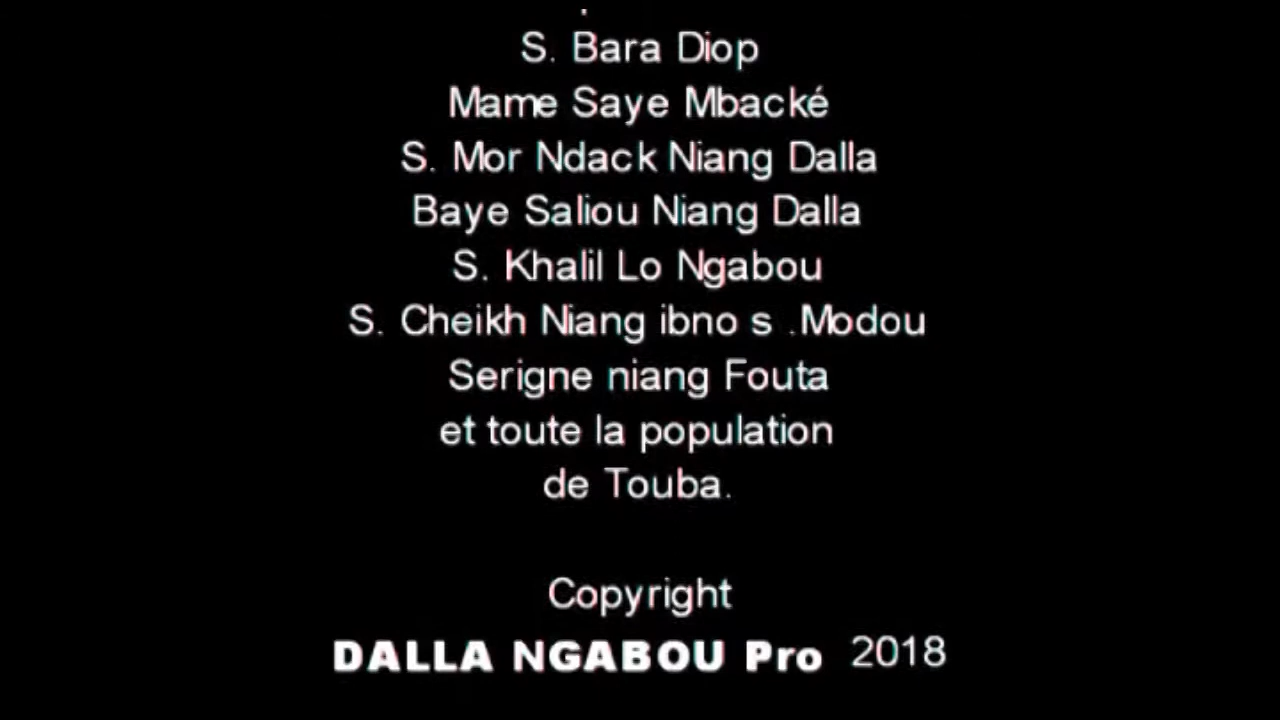 S. Bara Diop
Mame Saye Mbacké
S. Mor Ndack Niang Dalla
Baye Saliou Niang Dalla
S. Khalil Lo Ngabou
S. Cheikh Niang ibno s .Modou
Serigne niang Fouta
et toute la population
de Touba.
Copyright
DALLA NGABOU Pro 2018